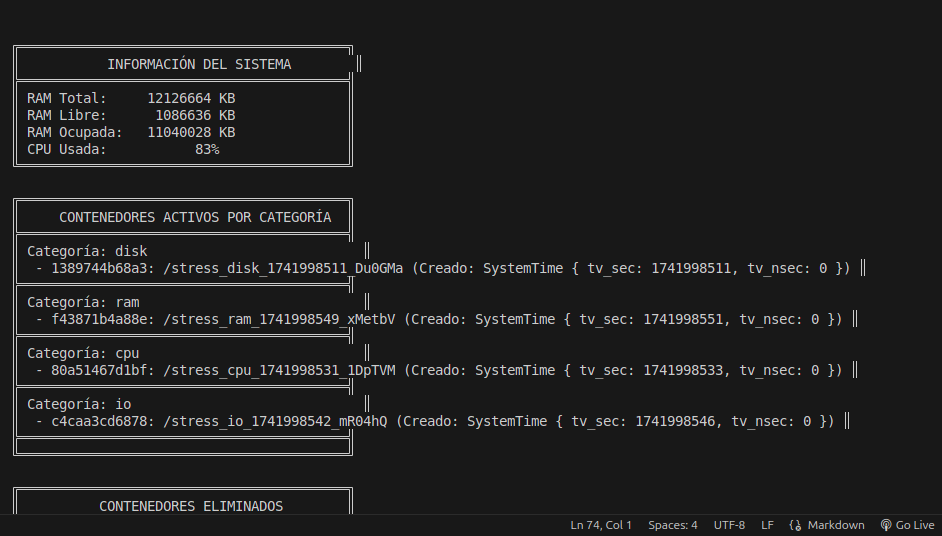 INFORMACIÓN DEL SISTEMA
RAM Total: 12126664 KB
RAM Libre: 1086636 KB
RAM Ocupada: 11040028 KB
CPU Usada: 83%
CONTENEDORES ACTIVOS POR CATEGORÍA
Categoría: disk
- 1389744b68a3: /stress_disk_1741998511_Du0GMa (Creado: SystemTime { tv_sec: 1741998511, tv_nsec: 0 })
Categoría: ram
- f43871b4a88e: /stress_ram_1741998549_xMetbV (Creado: SystemTime { tv_sec: 1741998551, tv_nsec: 0 })
Categoría: cpu
- 80a51467d1bf: /stress_cpu_1741998531_1DpTVM (Creado: SystemTime { tv_sec: 1741998533, tv_nsec: 0 })
Categoría: io
- c4caa3cd6878: /stress_io_1741998542_mR04hQ (Creado: SystemTime { tv_sec: 1741998546, tv_nsec: 0 })
CONTENEDORES ELIMINADOS
Ln 74, Col 1 Spaces: 4 UTF-8 LF Markdown Go Live